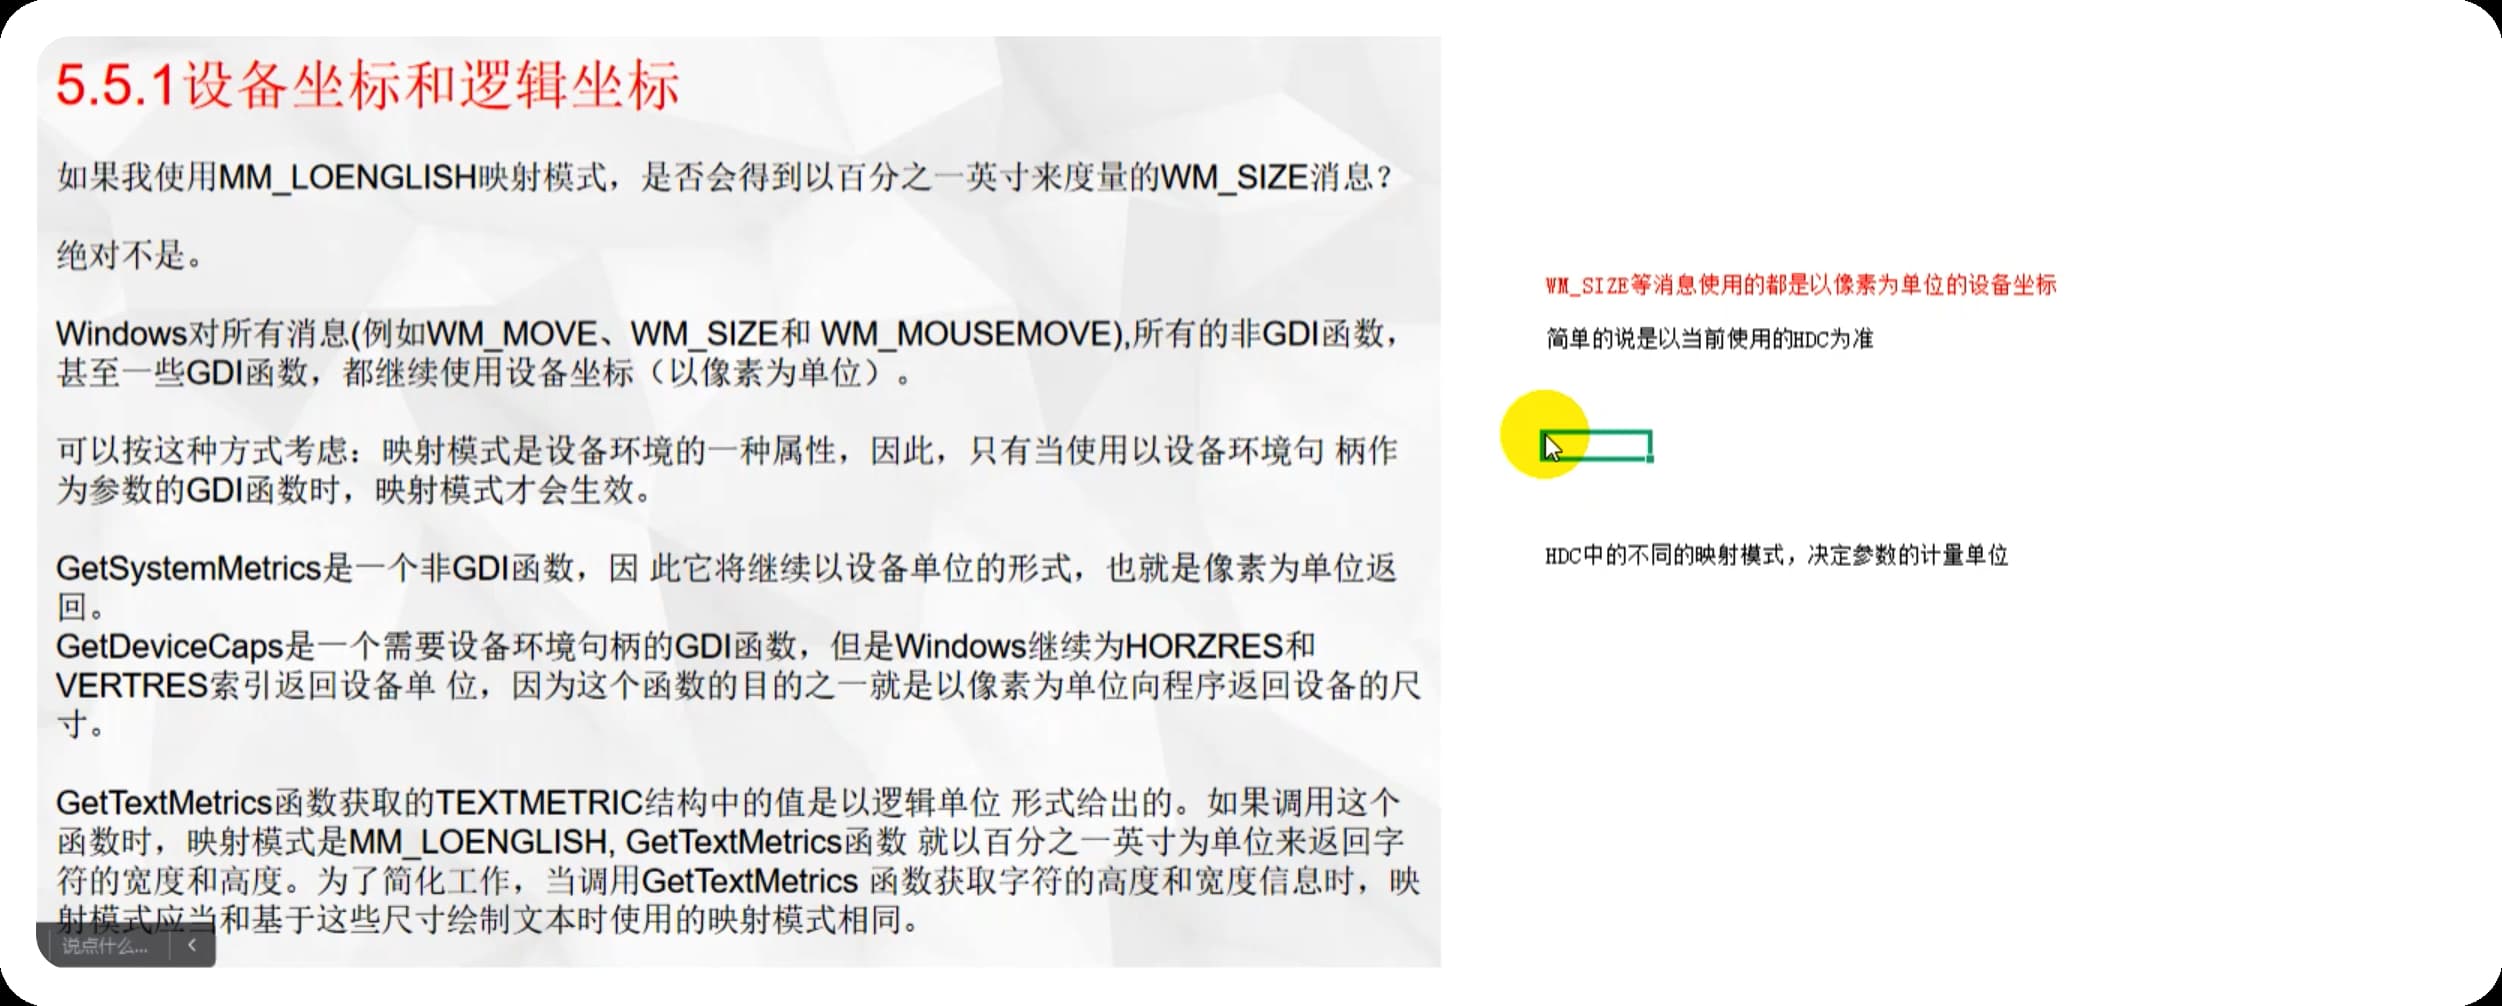 5.5.1设备坐标和逻辑坐标
如果我使用MM_LOENGLISH映射模式，是否会得到以百分之一英寸来度量的WM_SIZE消息？
绝对不是。
Windows对所有消息(例如WM_MOVE、WM_SIZE和 WM_MOUSEMOVE),所有的非GDI函数，
甚至一些GDI函数，都继续使用设备坐标（以像素为单位）。
可以按这种方式考虑：映射模式是设备环境的一种属性，因此，只有当使用以设备环境句 柄作
为参数的GDI函数时，映射模式才会生效。
GetSystemMetrics是一个非GDI函数，因 此它将继续以设备单位的形式，也就是像素为单位返
回。
GetDeviceCaps是一个需要设备环境句柄的GDI函数，但是Windows继续为HORZRES和
VERTRES索引返回设备单 位，因为这个函数的目的之一就是以像素为单位向程序返回设备的尺
寸。
GetTextMetrics函数获取的TEXTMETRIC结构中的值是以逻辑单位 形式给出的。如果调用这个
函数时，映射模式是MM_LOENGLISH, GetTextMetrics函数 就以百分之一英寸为单位来返回字
符的宽度和高度。为了简化工作，当调用GetTextMetrics 函数获取字符的高度和宽度信息时，映
射模式应当和基于这些尺寸绘制文本时使用的映射模式相同。
说点什么...
WM_SIZE等消息使用的都是以像素为单位的设备坐标
简单的说是以当前使用的HDC为准
HDC中的不同的映射模式，决定参数的计量单位